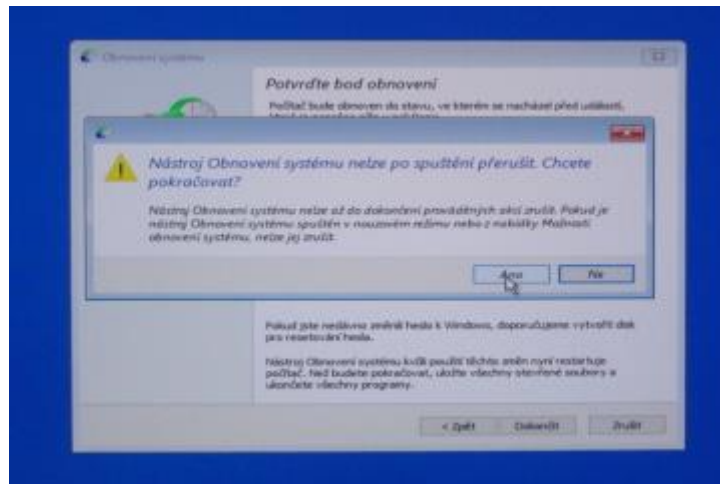 Obnovení systému
Potvrďte bod obnovení
Počítač bude obnoven do stavu, ve kterém se nacházel před událostí,
Nástroj Obnovení systému nelze po spuštění přerušit. Chcete
pokračovat?
Nástroj Obnovení systému nelze až do dokončení prováděných akcí zrušit. Pokud je
nástroj Obnovení systému spuštěn v nouzovém režimu nebo z nabídky Možnosti
obnovení systému, nelze jej zrušit.
Ano
Ne
Pokud jste nedávno změnili heslo k Windows, doporučujeme vytvořit disk
pro resetování hesla.
Nástroj Obnovení systému kvůli použití těchto změn nyní restartuje
počítač. Než budete pokračovat, uložte všechny otevřené soubory a
ukončete všechny programy.
< Zpět
Dokončit
Zrušit